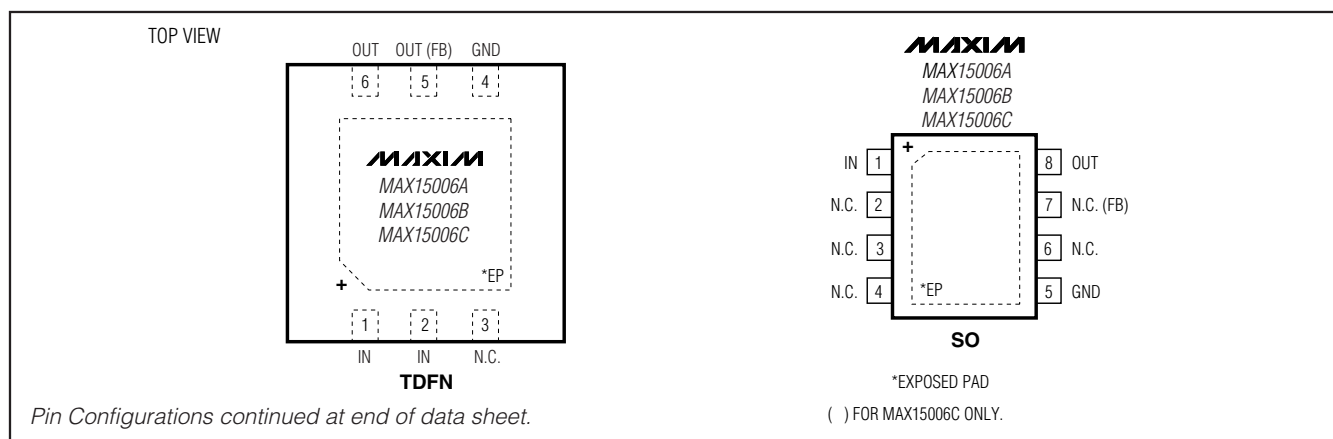 TOP VIEW
OUT OUT (FB) GND
6 5 4
MAXIM
MAX15006A
MAX15006B
MAX15006C
*EP
+
1 2 3
IN IN N.C.
TDFN
Pin Configurations continued at end of data sheet.
MAXIM
MAX15006A
MAX15006B
MAX15006C
+
IN 1 8 OUT
N.C. 2 7 N.C. (FB)
N.C. 3 6 N.C.
N.C. 4 *EP 5 GND
SO
*EXPOSED PAD
( ) FOR MAX15006C ONLY.